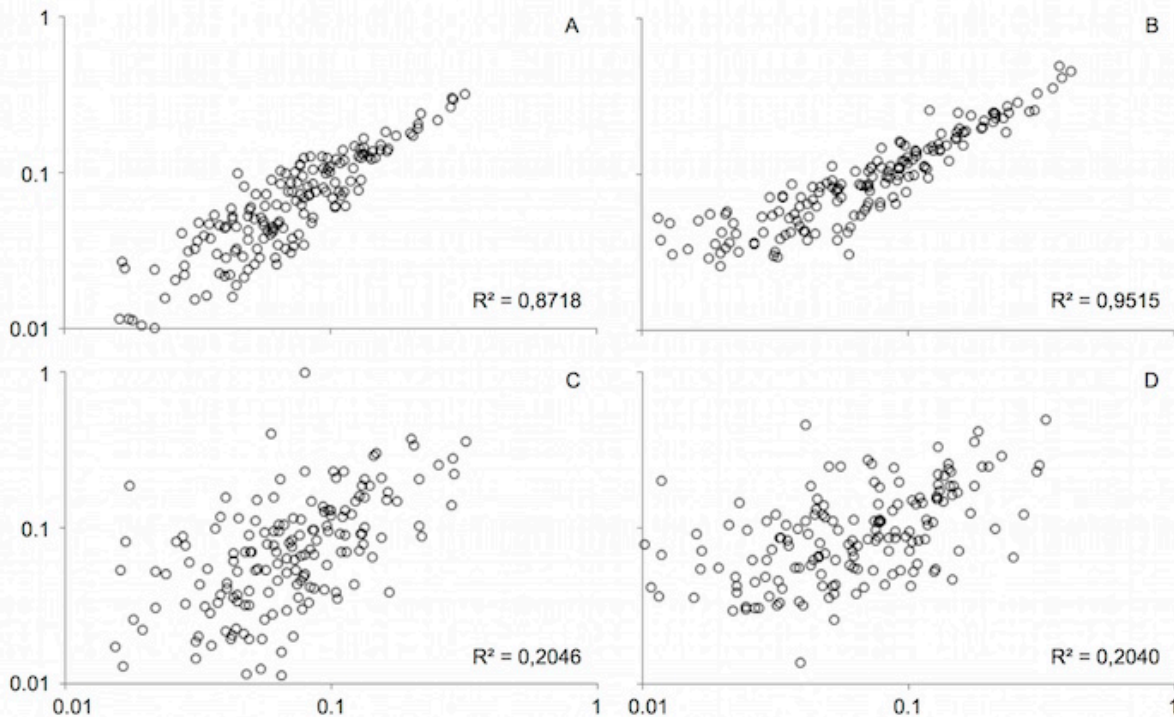 1 A B
0.1
R² = 0,8718 R² = 0,9515
0.01
1 C D
0.1
R² = 0,2046 R² = 0,2040
0.01
0.01 0.1 1 0.01 0.1 1